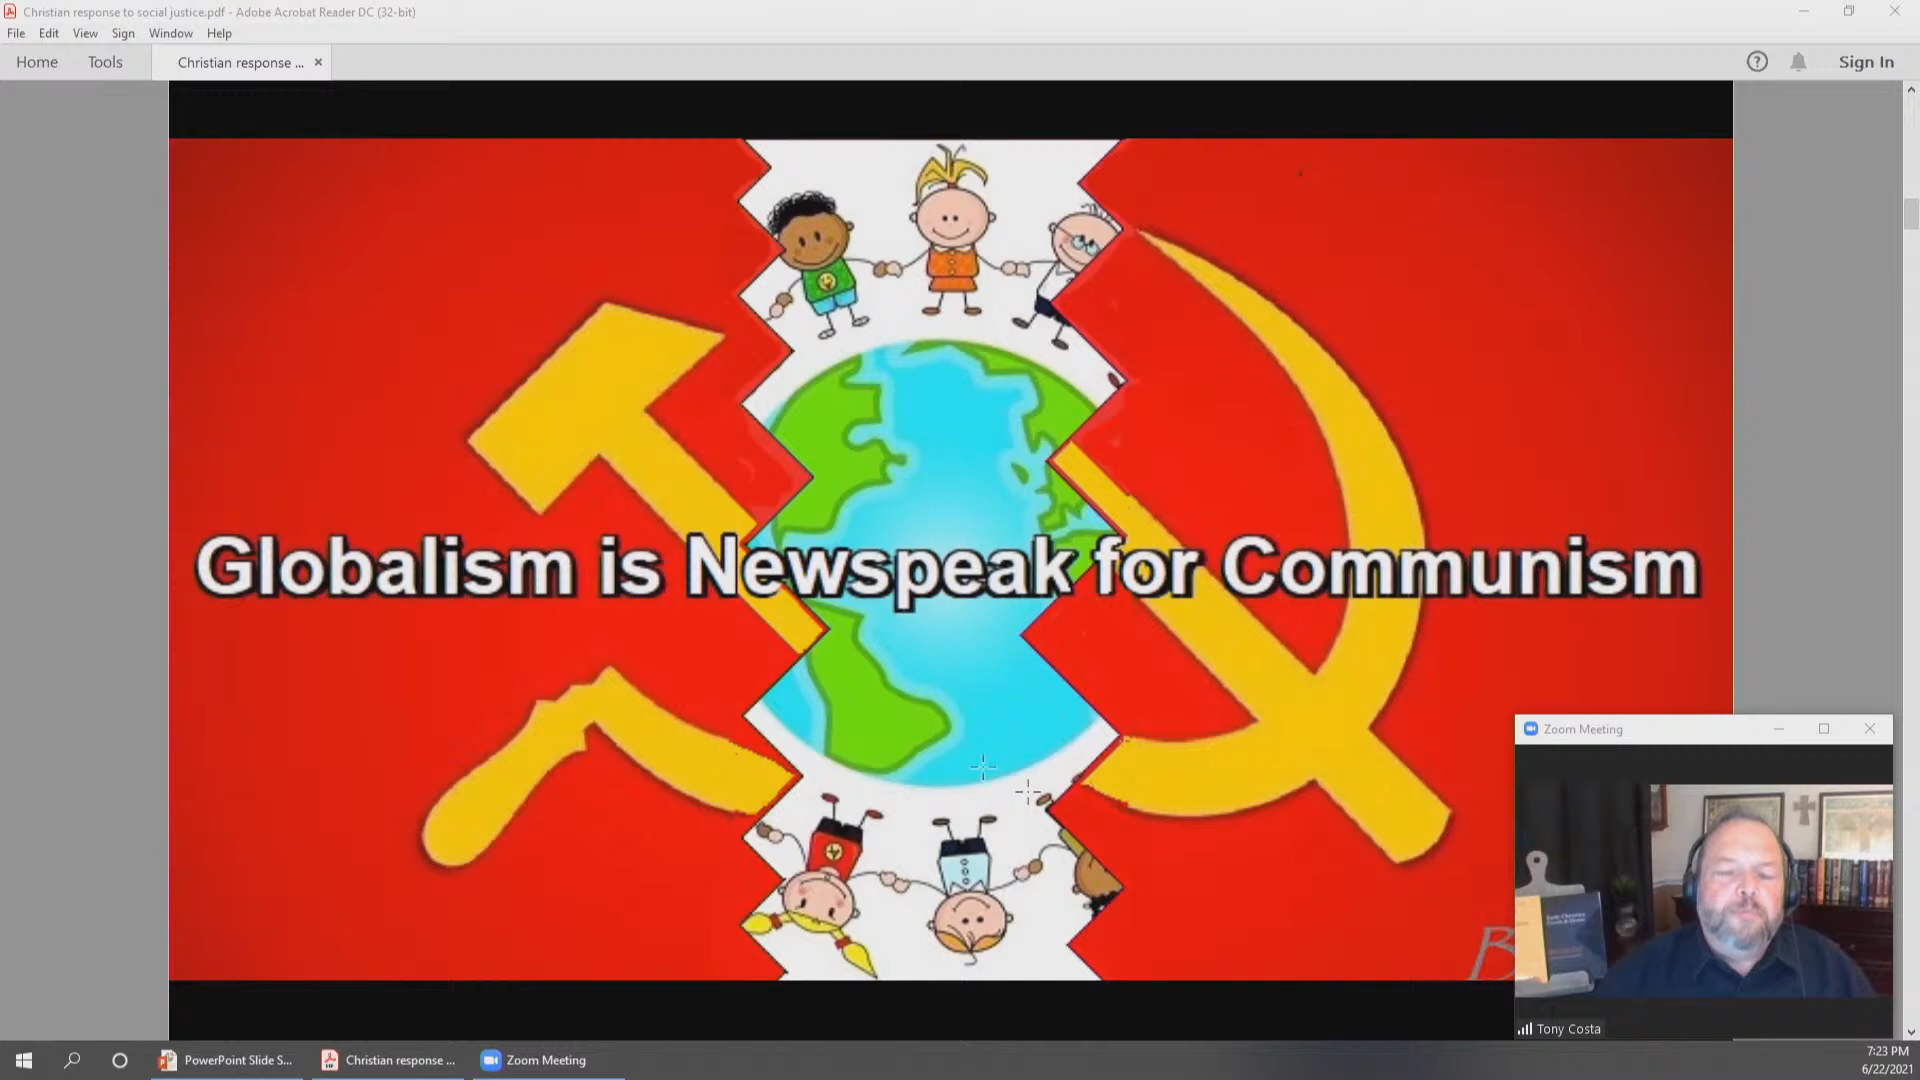 Christian response to social justice.pdf - Adobe Acrobat Reader DC (32-bit)
File Edit View Sign Window Help
Home Tools Christian response ... × Sign In
Globalism is Newspeak for Communism
Zoom Meeting
Tony Costa
PowerPoint Slide S... Christian response ... Zoom Meeting
7:23 PM
6/22/2021